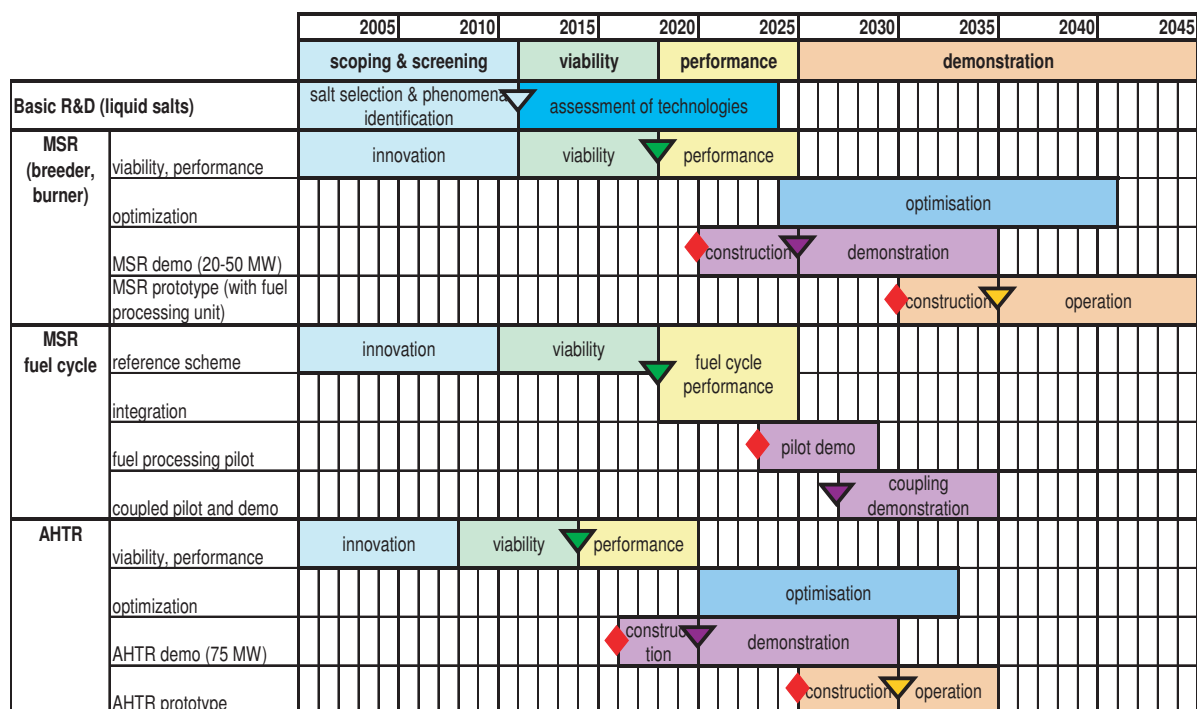 2005 2010 2015 2020 2025 2030 2035 2040 2045
scoping & screening viability performance demonstration
Basic R&D (liquid salts)
salt selection & phenomena
identification
assessment of technologies
MSR
(breeder,
burner)
viability, performance
innovation viability performance
optimization
optimisation
MSR demo (20-50 MW)
construction demonstration
MSR prototype (with fuel
processing unit)
construction operation
MSR
fuel cycle
reference scheme
innovation viability
fuel cycle
performance
integration
fuel processing pilot
pilot demo
coupled pilot and demo
coupling
demonstration
AHTR
viability, performance
innovation viability performance
optimization
optimisation
AHTR demo (75 MW)
construc
tion
demonstration
AHTR prototype
construction operation